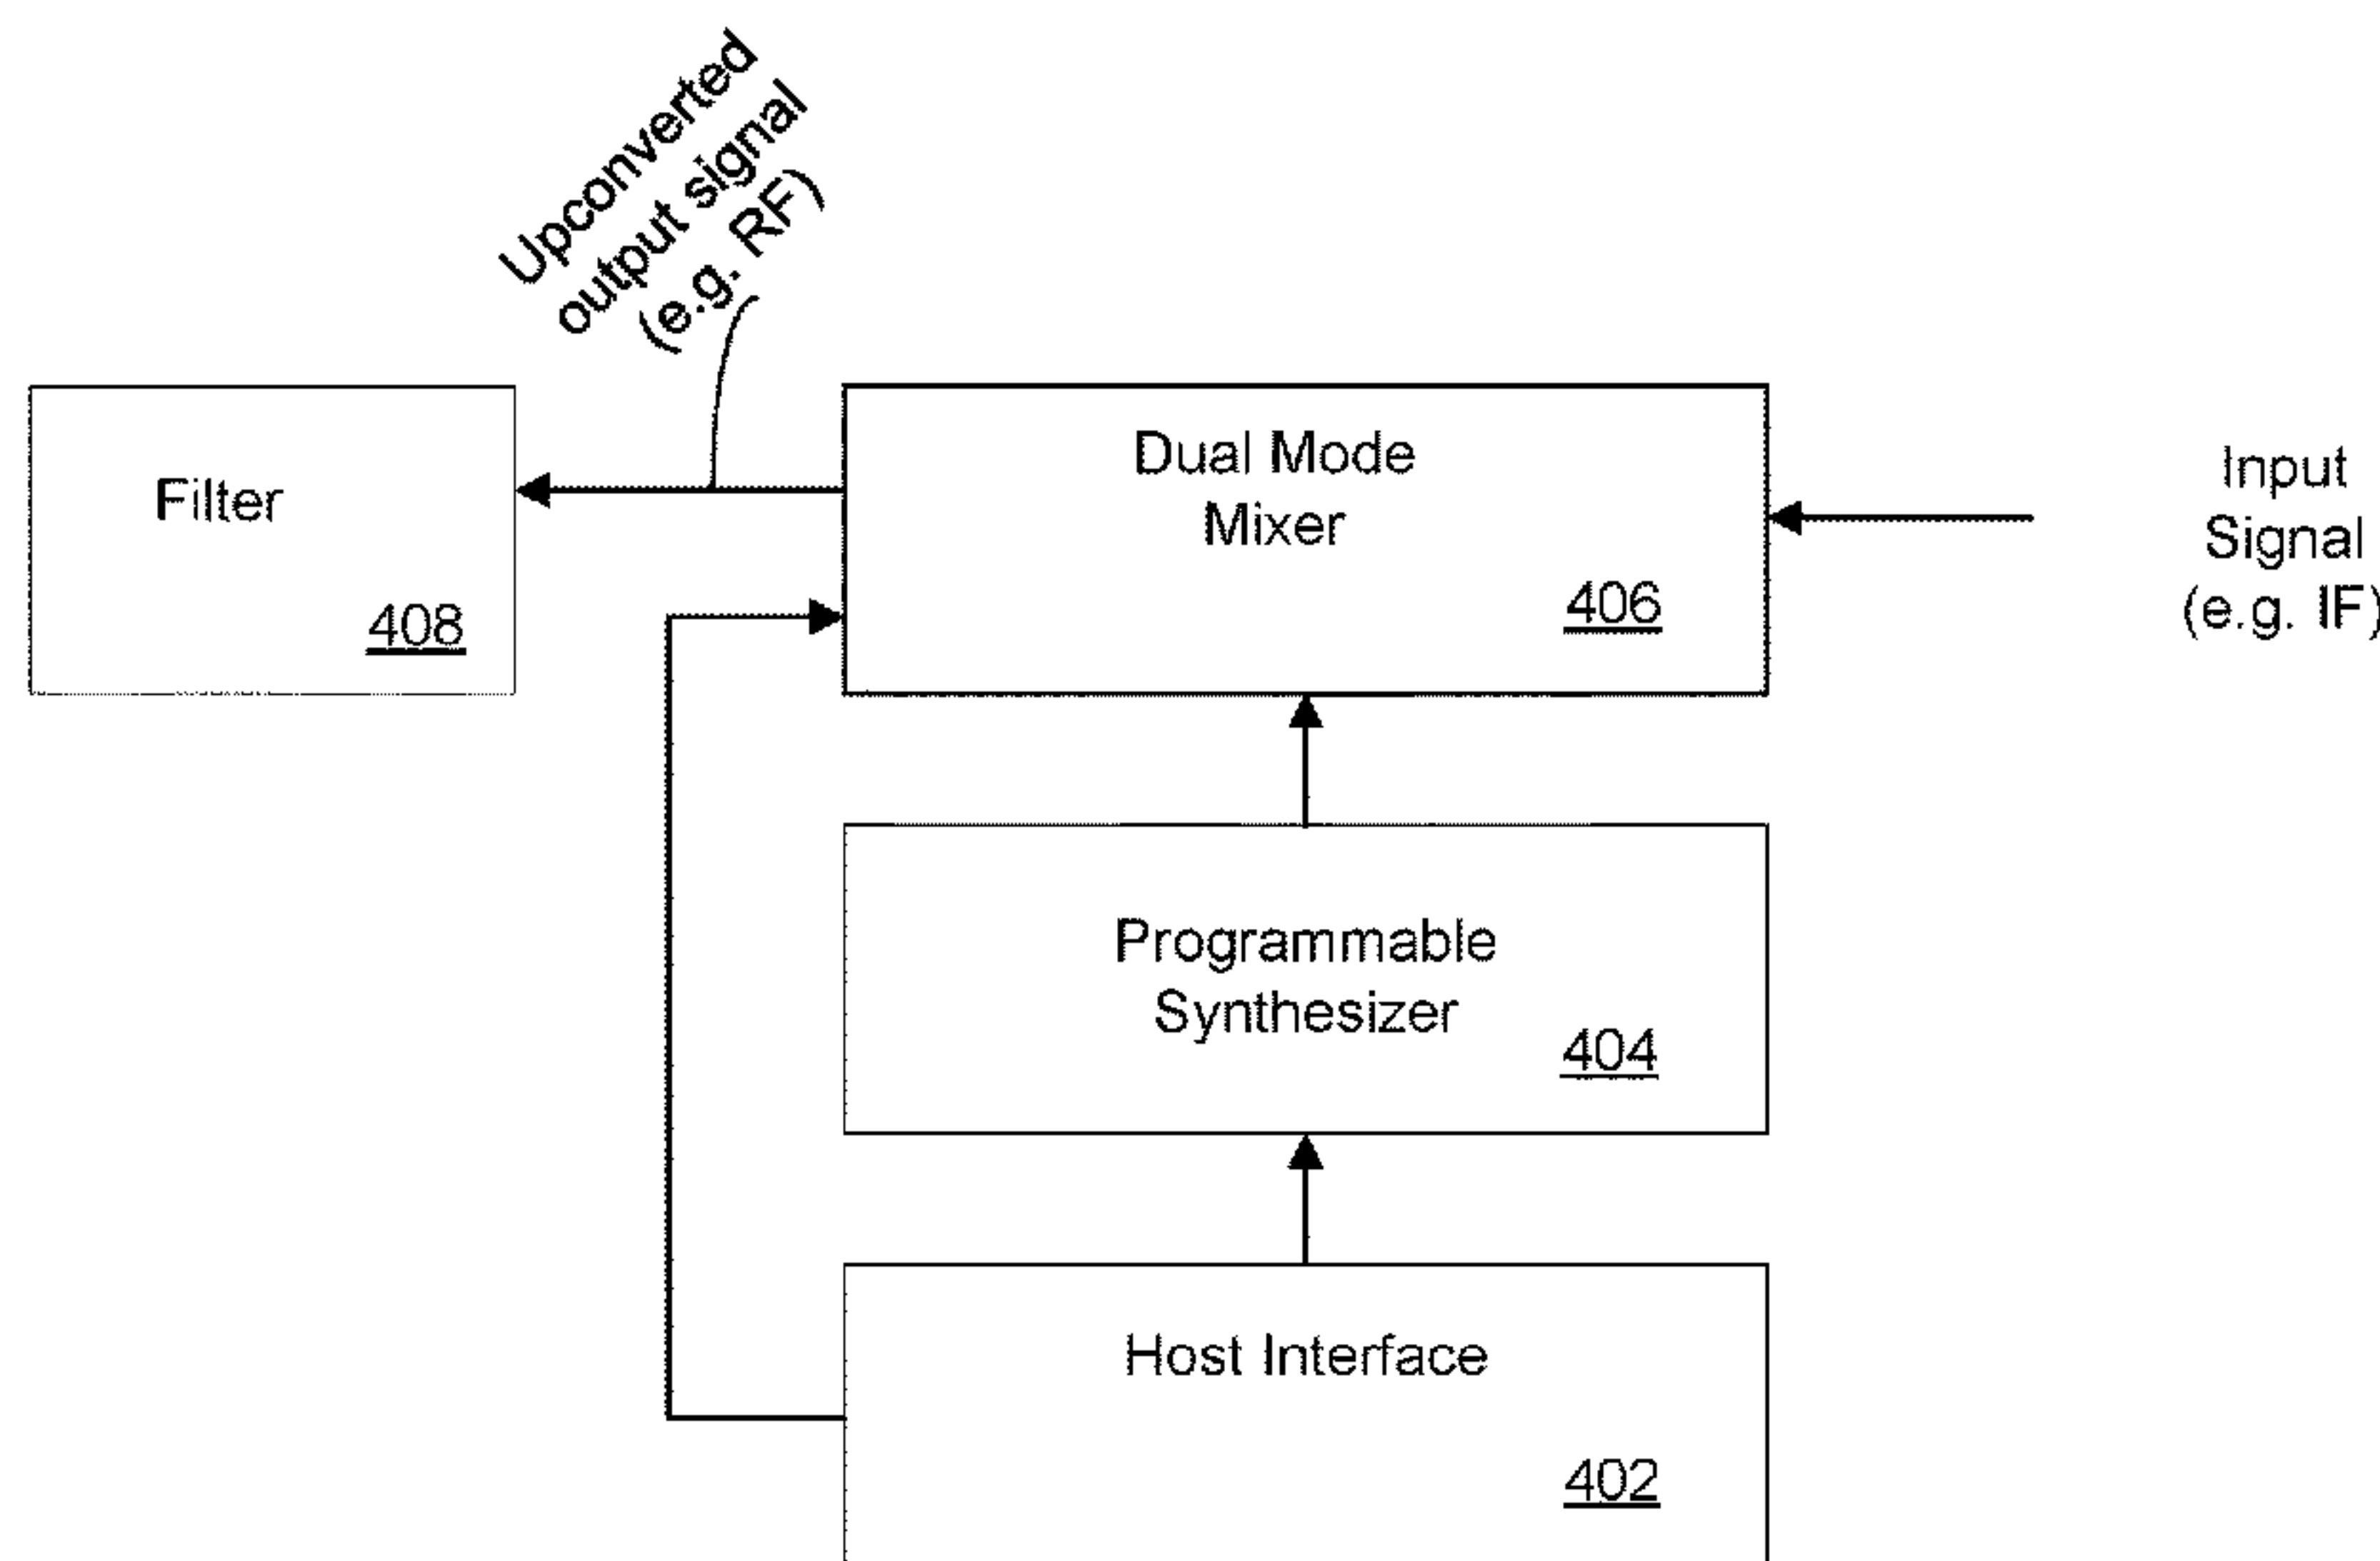 Upconverted
output signal
(e.g. RF)
Filter
408
Dual Mode
Mixer
406
Input
Signal
(e.g. IF)
Programmable
Synthesizer
404
Host Interface
402